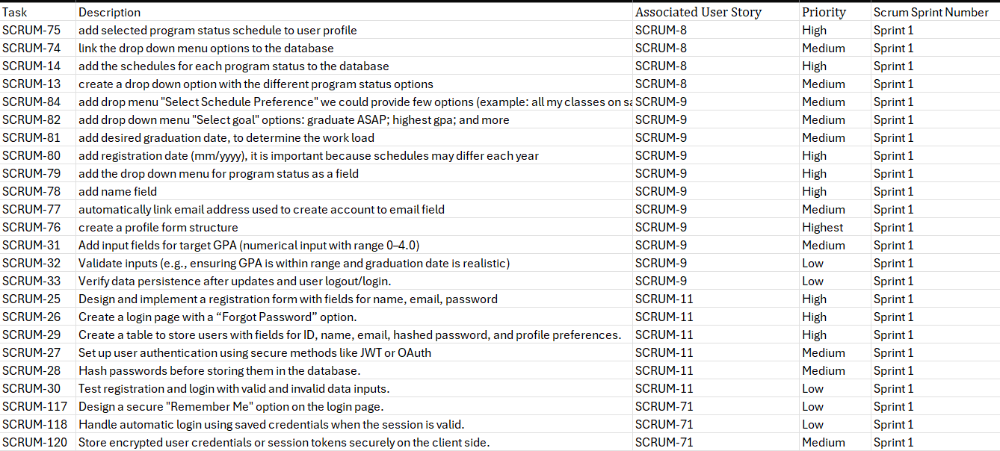 Task Description Associated User Story Priority Scrum Sprint Number
SCRUM-75 add selected program status schedule to user profile SCRUM-8 High Sprint 1
SCRUM-74 link the drop down menu options to the database SCRUM-8 Medium Sprint 1
SCRUM-14 add the schedules for each program status to the database SCRUM-8 High Sprint 1
SCRUM-13 create a drop down option with the different program status options SCRUM-8 Medium Sprint 1
SCRUM-84 add drop menu "Select Schedule Preference" we could provide few options (example: all my classes on sa SCRUM-9 Medium Sprint 1
SCRUM-82 add drop down menu "Select goal" options: graduate ASAP; highest gpa; and more SCRUM-9 Medium Sprint 1
SCRUM-81 add desired graduation date, to determine the work load SCRUM-9 Medium Sprint 1
SCRUM-80 add registration date (mm/yyyy), it is important because schedules may differ each year SCRUM-9 High Sprint 1
SCRUM-79 add the drop down menu for program status as a field SCRUM-9 High Sprint 1
SCRUM-78 add name field SCRUM-9 High Sprint 1
SCRUM-77 automatically link email address used to create account to email field SCRUM-9 Medium Sprint 1
SCRUM-76 create a profile form structure SCRUM-9 Highest Sprint 1
SCRUM-31 Add input fields for target GPA (numerical input with range 0–4.0) SCRUM-9 Medium Sprint 1
SCRUM-32 Validate inputs (e.g., ensuring GPA is within range and graduation date is realistic) SCRUM-9 Low Sprint 1
SCRUM-33 Verify data persistence after updates and user logout/login. SCRUM-9 Low Sprint 1
SCRUM-25 Design and implement a registration form with fields for name, email, password SCRUM-11 High Sprint 1
SCRUM-26 Create a login page with a “Forgot Password” option. SCRUM-11 High Sprint 1
SCRUM-29 Create a table to store users with fields for ID, name, email, hashed password, and profile preferences. SCRUM-11 High Sprint 1
SCRUM-27 Set up user authentication using secure methods like JWT or OAuth SCRUM-11 Medium Sprint 1
SCRUM-28 Hash passwords before storing them in the database. SCRUM-11 Medium Sprint 1
SCRUM-30 Test registration and login with valid and invalid data inputs. SCRUM-11 Low Sprint 1
SCRUM-117 Design a secure "Remember Me" option on the login page. SCRUM-71 Low Sprint 1
SCRUM-118 Handle automatic login using saved credentials when the session is valid. SCRUM-71 Low Sprint 1
SCRUM-120 Store encrypted user credentials or session tokens securely on the client side. SCRUM-71 Medium Sprint 1